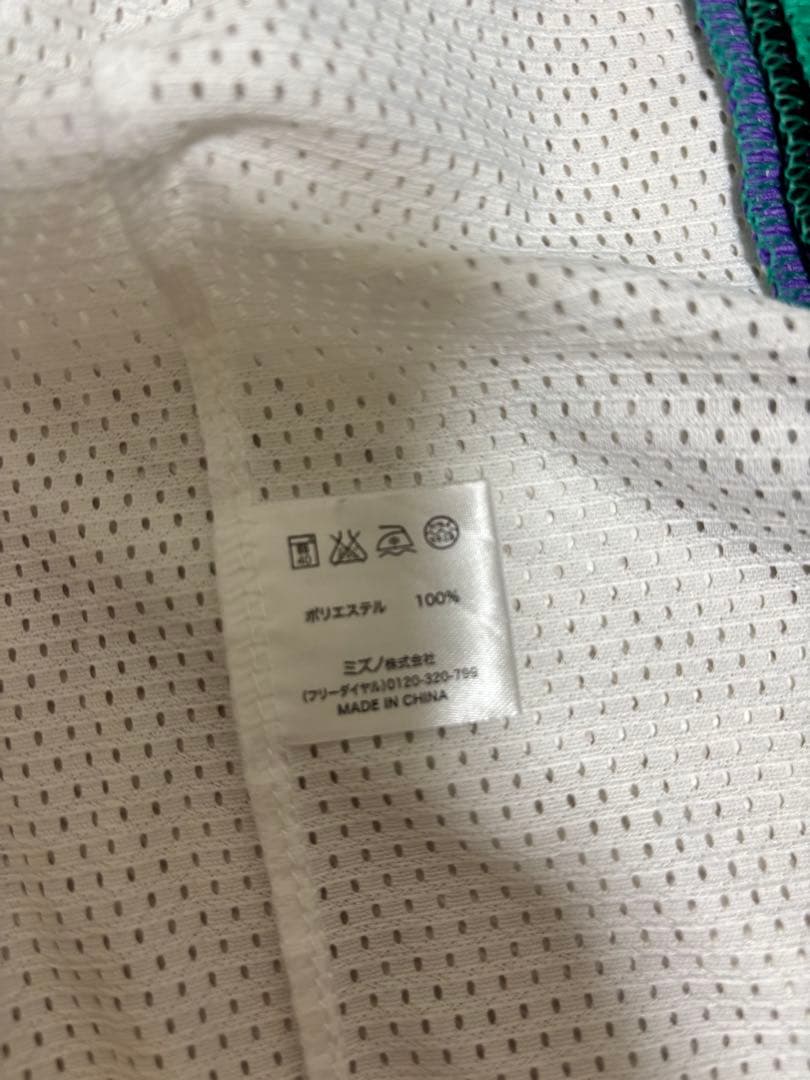 40
ポリエステル 100%
ミズノ株式会社
(フリーダイヤル)0120-320-799
MADE IN CHINA